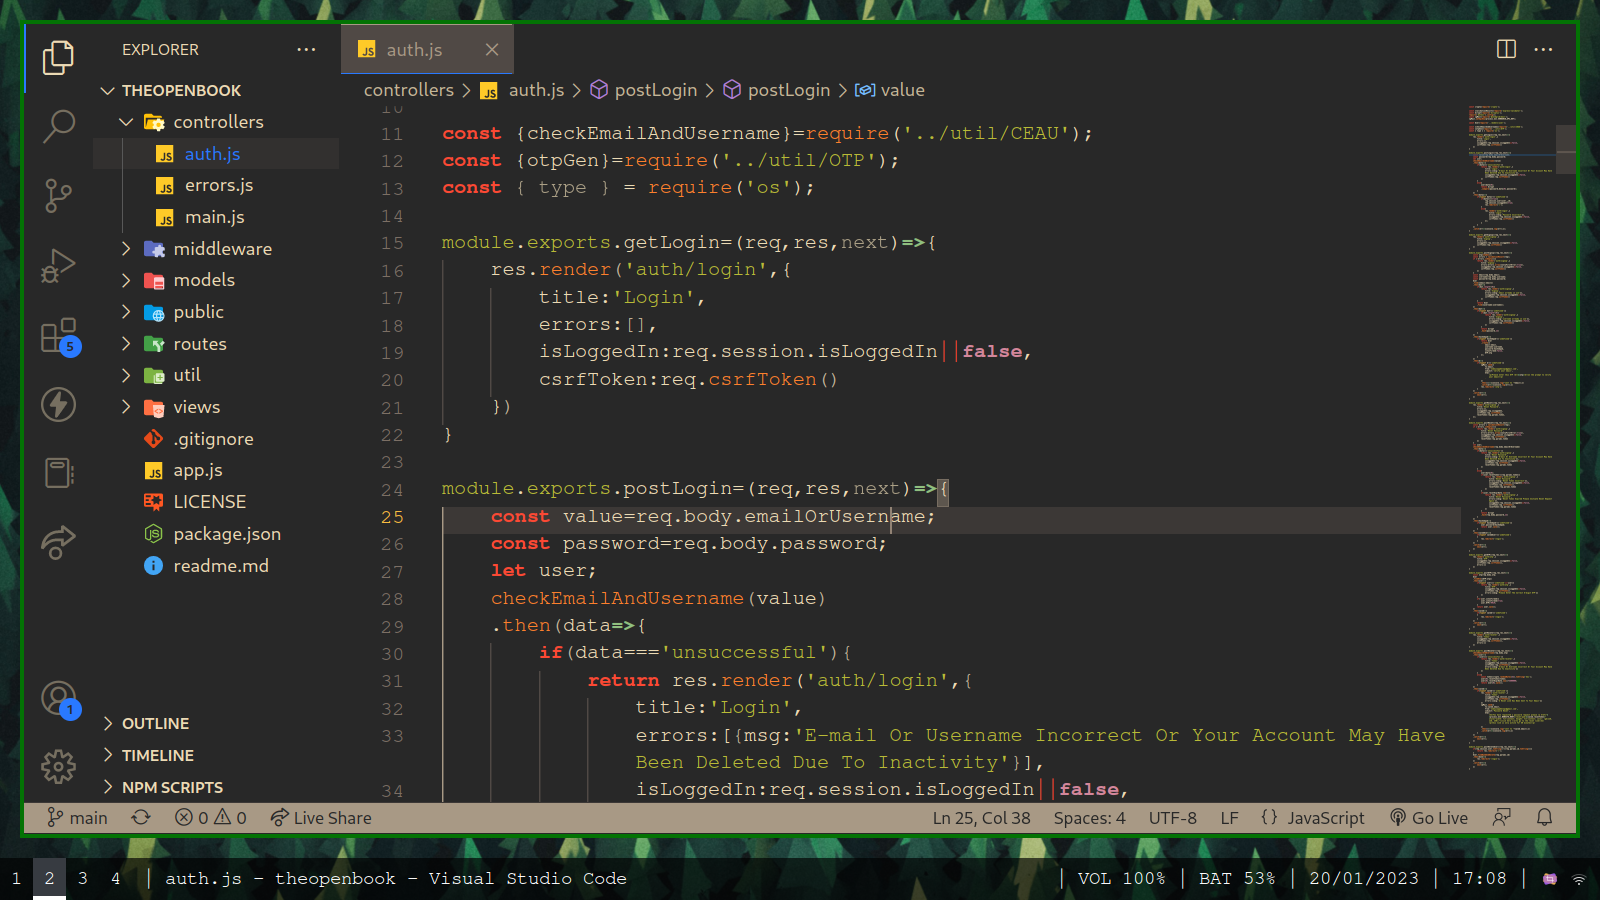 EXPLORER
auth.js
THEOPENBOOK
controllers
auth.js
errors.js
main.js
middleware
models
public
routes
util
views
.gitignore
app.js
LICENSE
package.json
readme.md
OUTLINE
TIMELINE
NPM SCRIPTS
5
1
controllers > JS auth.js > postLogin > postLogin > value
10
11 const {checkEmailAndUsername}=require('../util/CEAU');
12 const {otpGen}=require('../util/OTP');
13 const { type } = require('os');
14
15 module.exports.getLogin=(req,res,next)=>{
16 res.render('auth/login',{
17 title:'Login',
18 errors:[],
19 isLoggedIn:req.session.isLoggedIn||false,
20 csrfToken:req.csrfToken()
21 })
22 }
23
24 module.exports.postLogin=(req,res,next)=>{
25 const value=req.body.emailOrUsername;
26 const password=req.body.password;
27 let user;
28 checkEmailAndUsername(value)
29 .then(data=>{
30 if(data==='unsuccessful'){
31 return res.render('auth/login',{
32 title:'Login',
33 errors:[{msg:'E-mail Or Username Incorrect Or Your Account May Have
Been Deleted Due To Inactivity'}],
34 isLoggedIn:req.session.isLoggedIn||false,
main 0 0 Live Share Ln 25, Col 38 Spaces: 4 UTF-8 LF {} JavaScript Go Live
1 2 3 4 | auth.js - theopenbook - Visual Studio Code | VOL 100% | BAT 53% | 20/01/2023 | 17:08 |